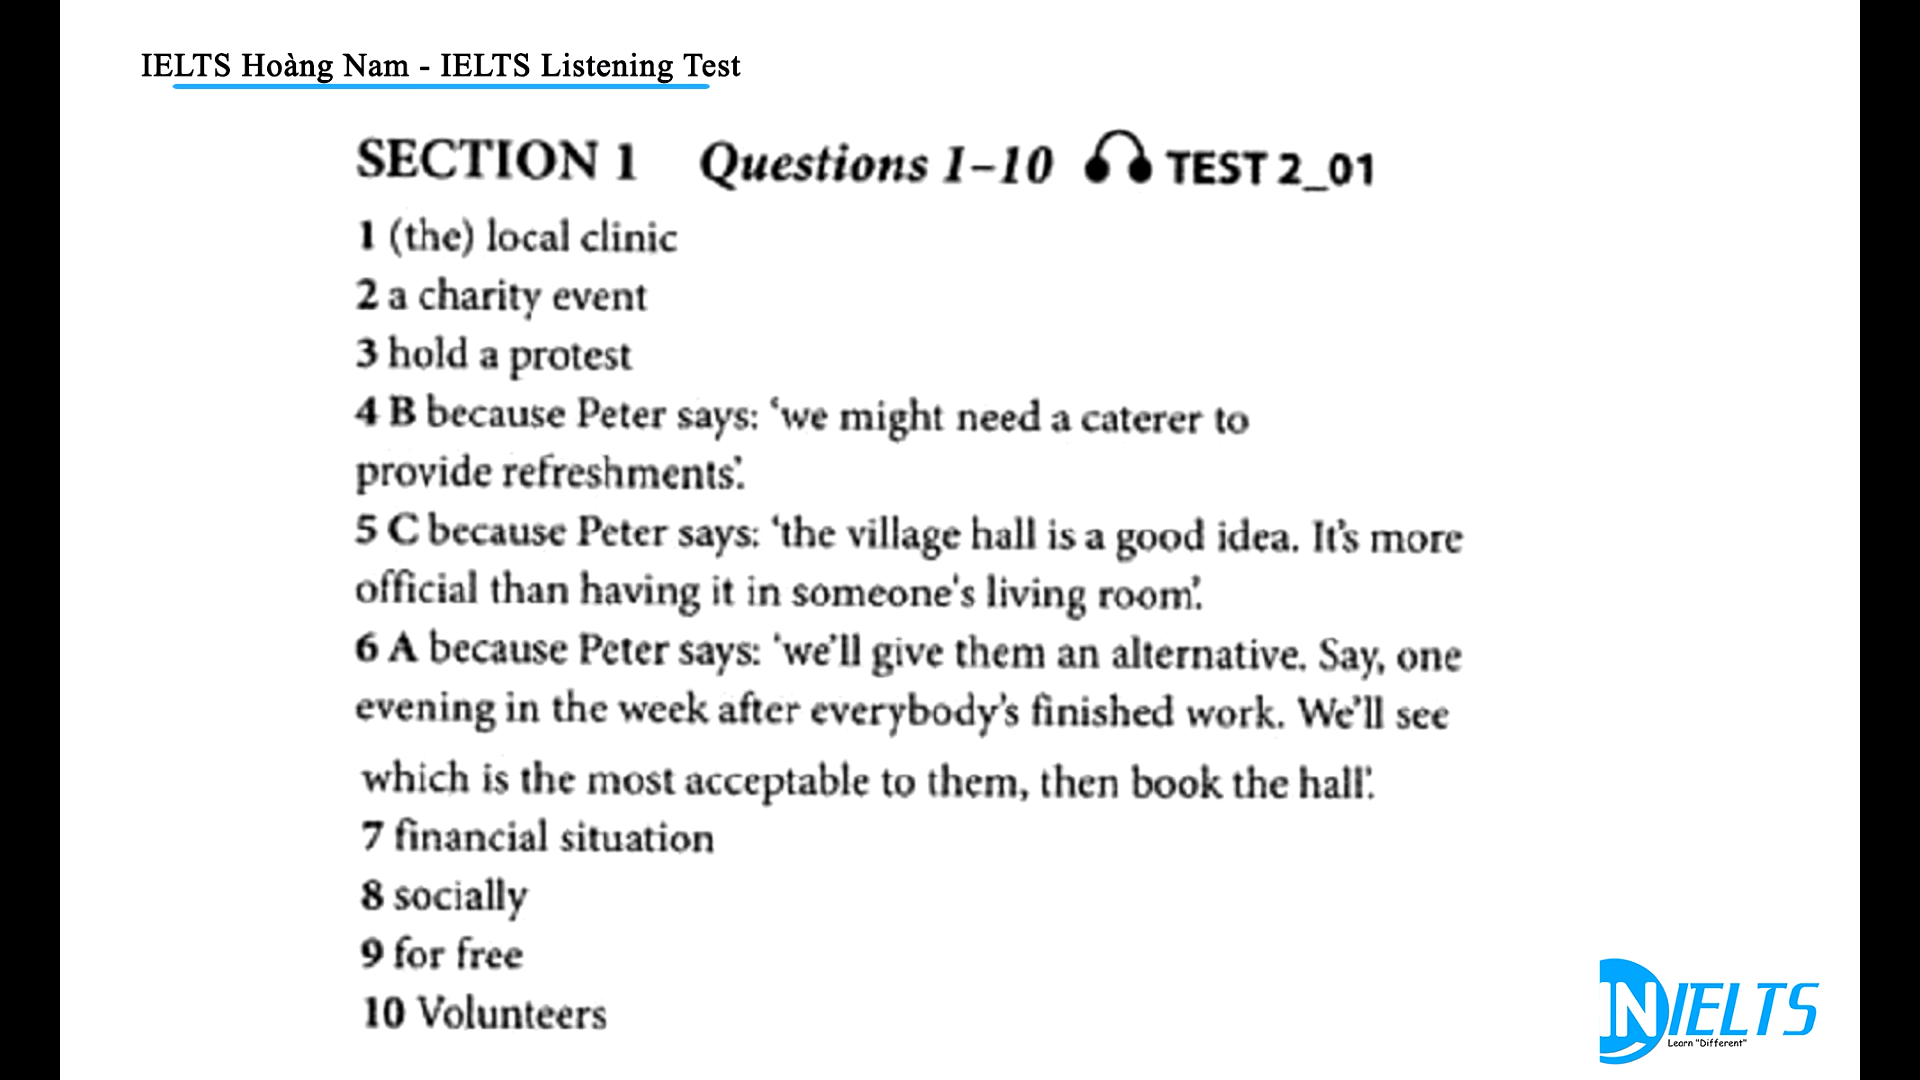 IELTS Hoàng Nam - IELTS Listening Test
SECTION 1 Questions 1–10 TEST 2_01
1 (the) local clinic
2 a charity event
3 hold a protest
4 B because Peter says: ‘we might need a caterer to
provide refreshments’.
5 C because Peter says: ‘the village hall is a good idea. It’s more
official than having it in someone's living room’.
6 A because Peter says: ‘we’ll give them an alternative. Say, one
evening in the week after everybody’s finished work. We’ll see
which is the most acceptable to them, then book the hall’.
7 financial situation
8 socially
9 for free
10 Volunteers
HN IELTS
Learn "Different"